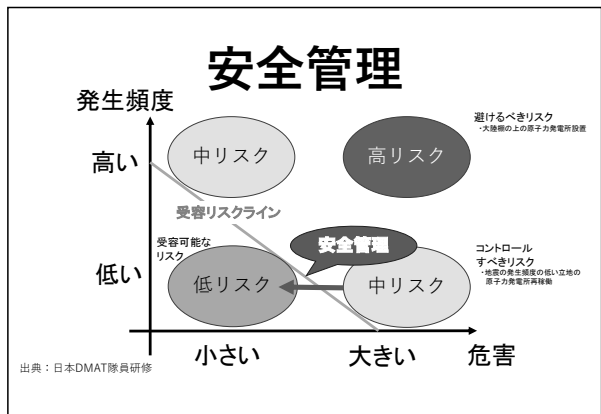 安全管理
発生頻度
避けるべきリスク
・大陸棚の上の原子力発電所設置
高い
中リスク
高リスク
受容リスクライン
受容可能な
リスク
安全管理
コントロール
すべきリスク
・地震の発生頻度の低い立地の
原子力発電所再稼働
低い
低リスク
中リスク
小さい
大きい
危害
出典：日本DMAT隊員研修